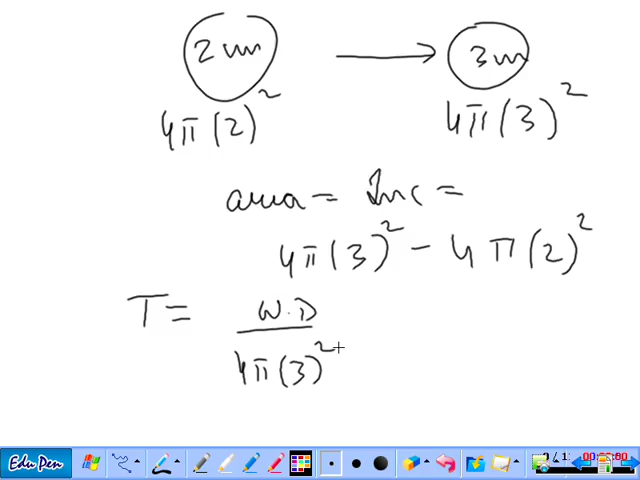 2 cm → 3 cm
4π(2)² 4π(3)²
area = Inc =
4π(3)² − 4π(2)²
T = W.D
4π(3)²
Edu Pen